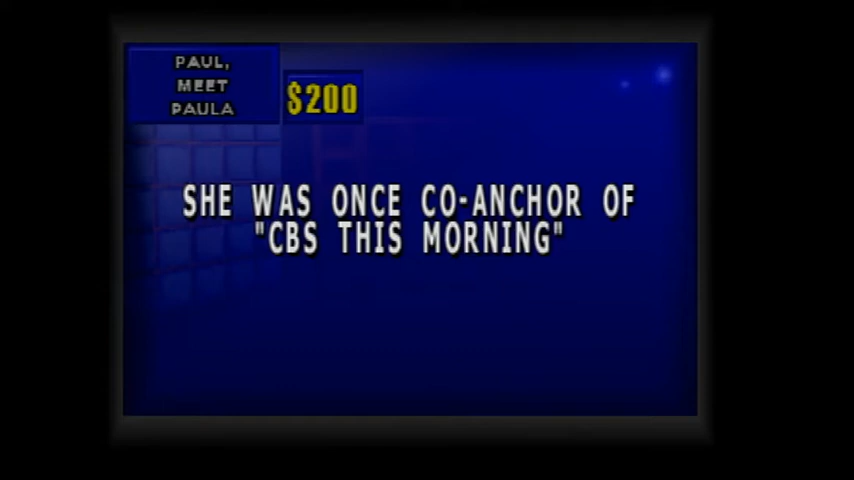 PAUL,
MEET
PAULA
$200
SHE WAS ONCE CO-ANCHOR OF
"CBS THIS MORNING"